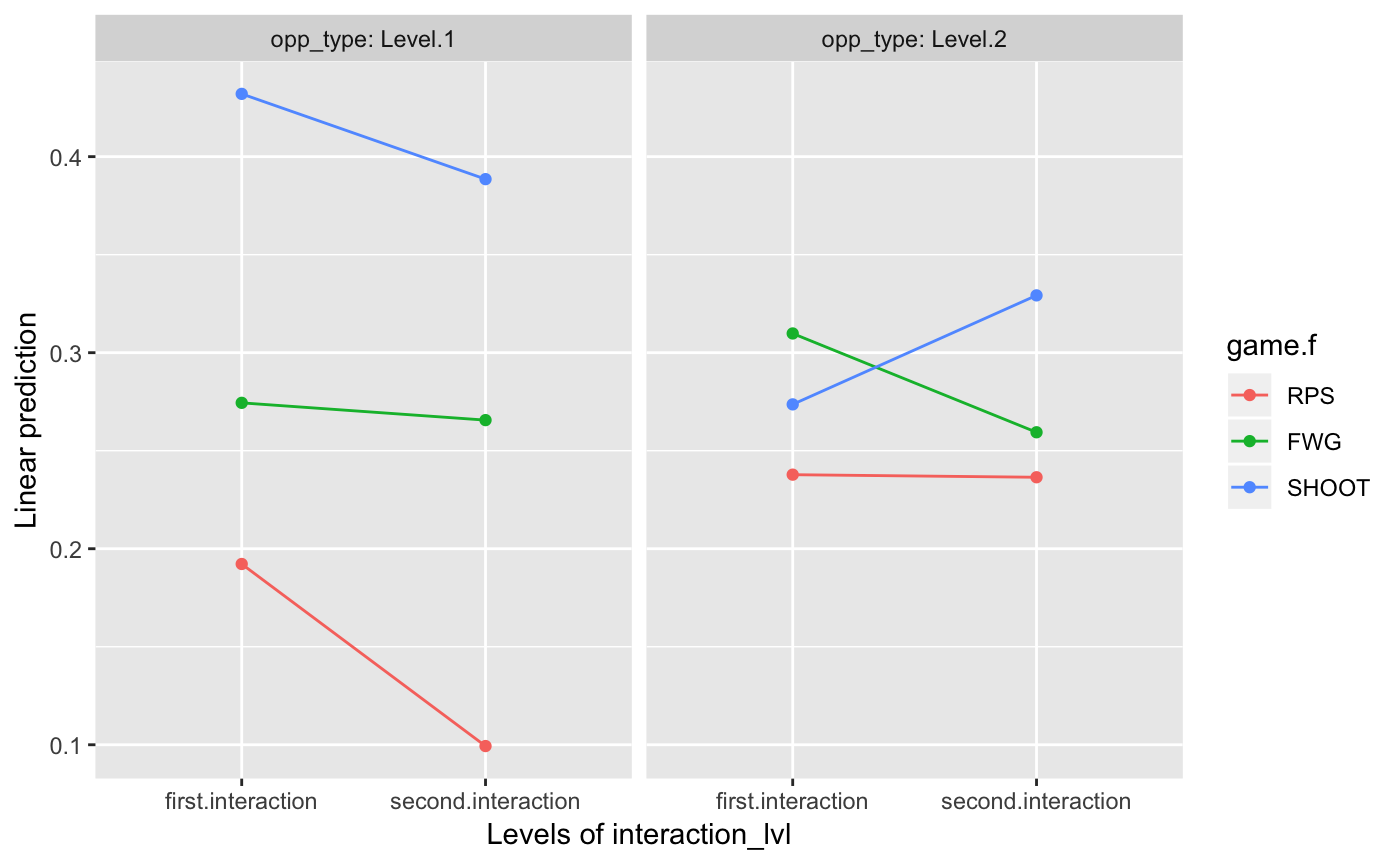 opp_type: Level.1
opp_type: Level.2
Linear prediction
0.4
0.3
0.2
0.1
first.interaction
second.interaction
first.interaction
second.interaction
Levels of interaction_lvl
game.f
RPS
FWG
SHOOT